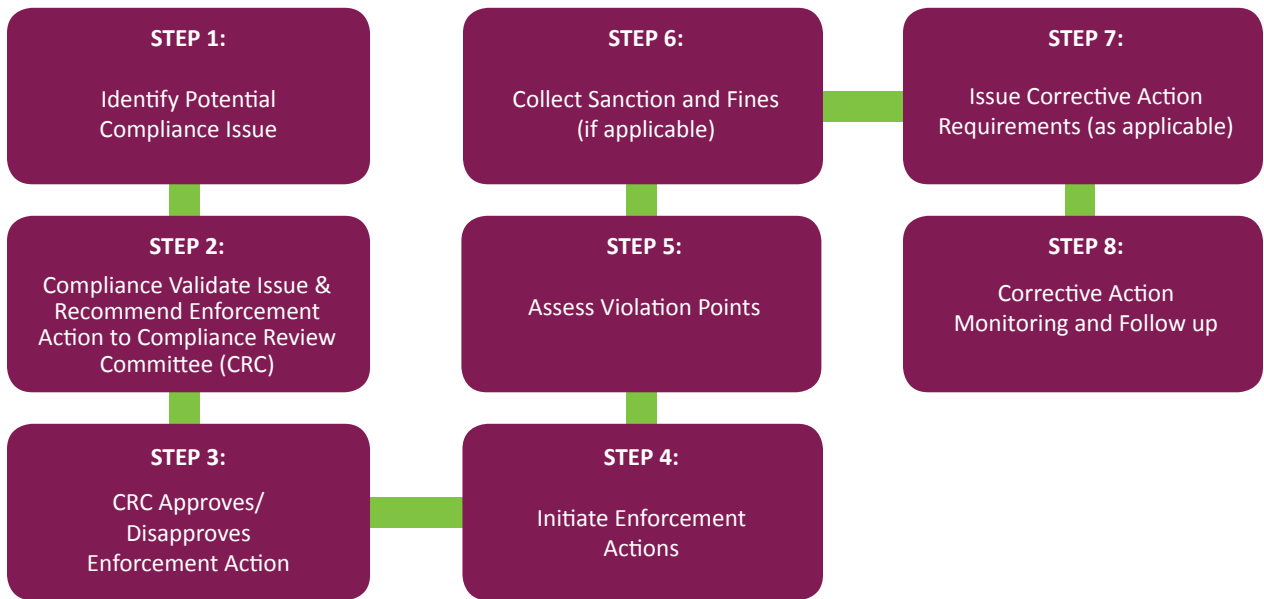 STEP 1:
Identify Potential
Compliance Issue
STEP 2:
Compliance Validate Issue &
Recommend Enforcement
Action to Compliance Review
Committee (CRC)
STEP 3:
CRC Approves/
Disapproves
Enforcement Action
STEP 4:
Initiate Enforcement
Actions
STEP 5:
Assess Violation Points
STEP 6:
Collect Sanction and Fines
(if applicable)
STEP 7:
Issue Corrective Action
Requirements (as applicable)
STEP 8:
Corrective Action
Monitoring and Follow up